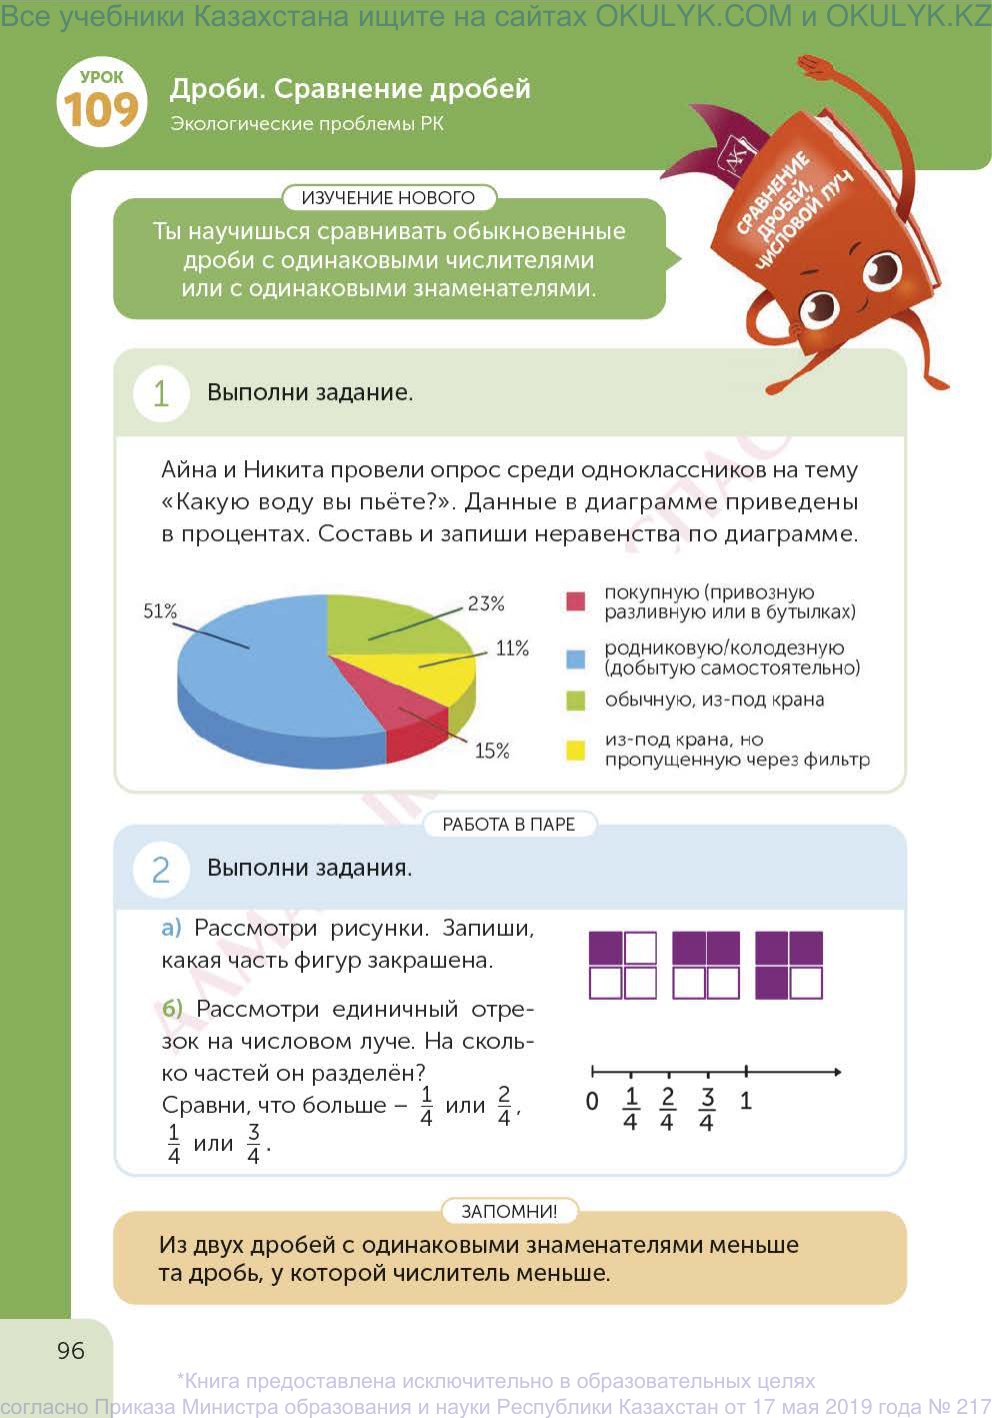 Все учебники Казахстана ищите на сайтах OKULYK.COM и OKULYK.KZ
УРОК
109
Дроби. Сравнение дробей
Экологические проблемы РК
СРАВНЕНИЕ
ДРОБЕЙ,
ЧИСЛОВОЙ ЛУЧ
ИЗУЧЕНИЕ НОВОГО
Ты научишься сравнивать обыкновенные
дроби с одинаковыми числителями
или с одинаковыми знаменателями.
1 Выполни задание.
Айна и Никита провели опрос среди одноклассников на тему
«Какую воду вы пьёте?». Данные в диаграмме приведены
в процентах. Составь и запиши неравенства по диаграмме.
51%
23%
11%
15%
покупную (привозную
разливную или в бутылках)
родниковую/колодезную
(добытую самостоятельно)
обычную, из-под крана
из-под крана, но
пропущенную через фильтр
РАБОТА В ПАРЕ
2 Выполни задания.
а) Рассмотри рисунки. Запиши,
какая часть фигур закрашена.
б) Рассмотри единичный отре-
зок на числовом луче. На сколь-
ко частей он разделён?
Сравни, что больше – 1/4 или 2/4,
1/4 или 3/4.
0 1/4 2/4 3/4 1
ЗАПОМНИ!
Из двух дробей с одинаковыми знаменателями меньше
та дробь, у которой числитель меньше.
96
*Книга предоставлена исключительно в образовательных целях
согласно Приказа Министра образования и науки Республики Казахстан от 17 мая 2019 года № 217